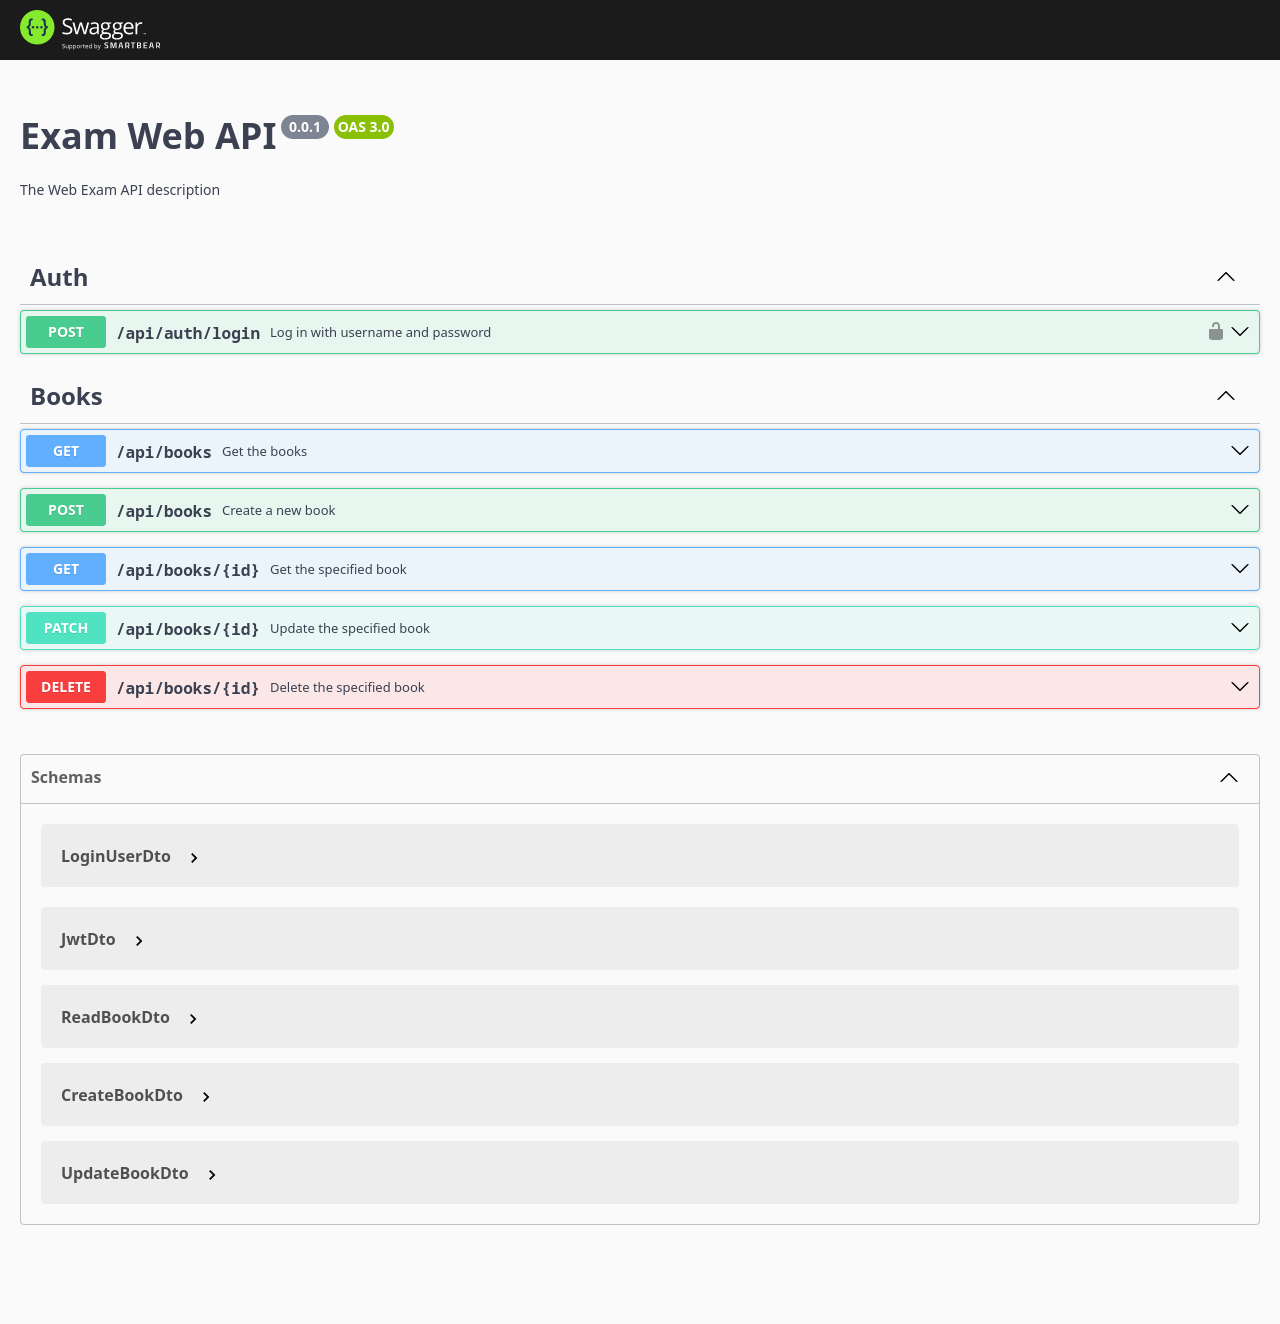 Swagger
Supported by SMARTBEAR
Exam Web API 0.0.1 OAS 3.0
The Web Exam API description
Auth
POST /api/auth/login Log in with username and password
Books
GET /api/books Get the books
POST /api/books Create a new book
GET /api/books/{id} Get the specified book
PATCH /api/books/{id} Update the specified book
DELETE /api/books/{id} Delete the specified book
Schemas
LoginUserDto
JwtDto
ReadBookDto
CreateBookDto
UpdateBookDto